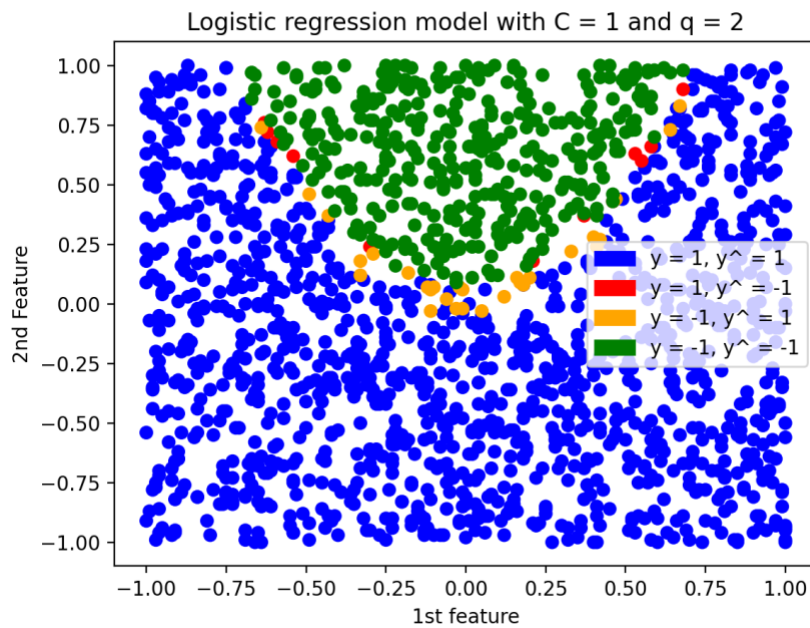 Logistic regression model with C = 1 and q = 2
2nd Feature
1.00
0.75
0.50
0.25
0.00
−0.25
−0.50
−0.75
−1.00
y = 1, y^ = 1
y = 1, y^ = -1
y = -1, y^ = 1
y = -1, y^ = -1
−1.00 −0.75 −0.50 −0.25 0.00 0.25 0.50 0.75 1.00
1st feature